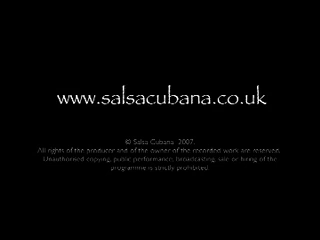 www.salsacubana.co.uk
© Salsa Cubana 2007.
All rights of the producer and of the owner of the recorded work are reserved.
Unauthorised copying, public performance, broadcasting, sale or hiring of the
programme is strictly prohibited